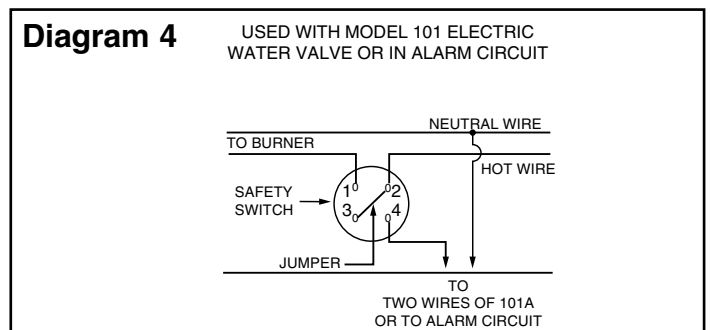 Diagram 4
USED WITH MODEL 101 ELECTRIC
WATER VALVE OR IN ALARM CIRCUIT
NEUTRAL WIRE
TO BURNER
HOT WIRE
SAFETY
SWITCH
1 2
3 4
JUMPER
TO
TWO WIRES OF 101A
OR TO ALARM CIRCUIT